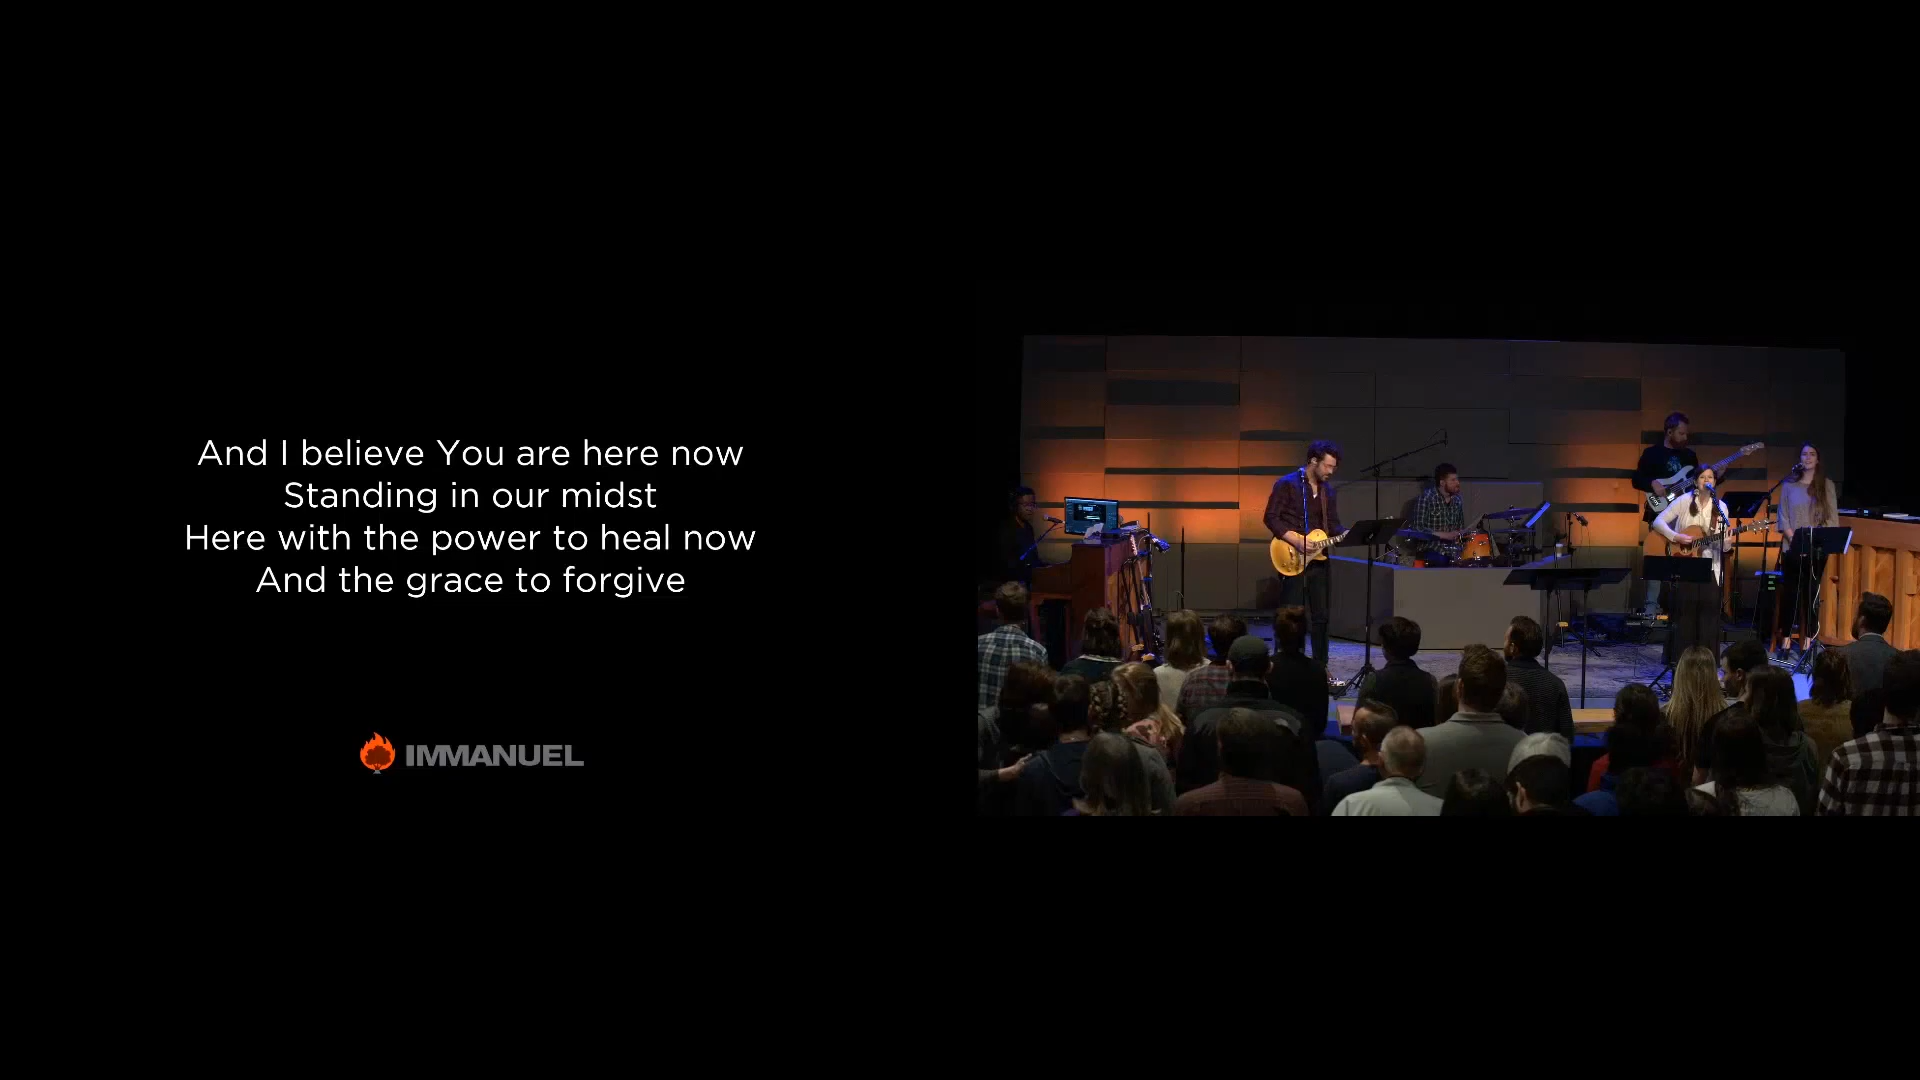 And I believe You are here now
Standing in our midst
Here with the power to heal now
And the grace to forgive
IMMANUEL